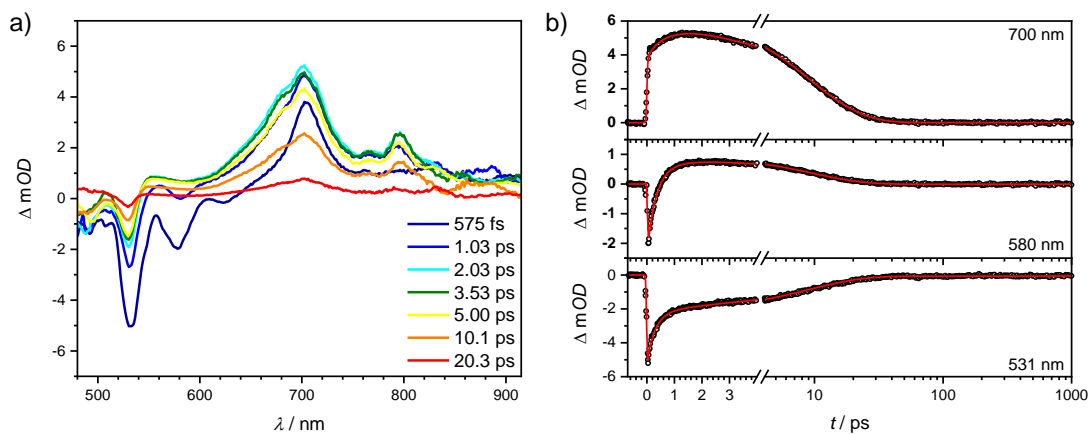 a)
Δ mOD
6
4
2
0
-2
-4
-6
500 600 700 800 900
λ / nm
575 fs
1.03 ps
2.03 ps
3.53 ps
5.00 ps
10.1 ps
20.3 ps
b)
Δ mOD
6
4
2
0
700 nm
Δ mOD
2
1
0
-1
-2
580 nm
Δ mOD
0
-2
-4
-6
531 nm
0 1 2 3 10 100 1000
t / ps